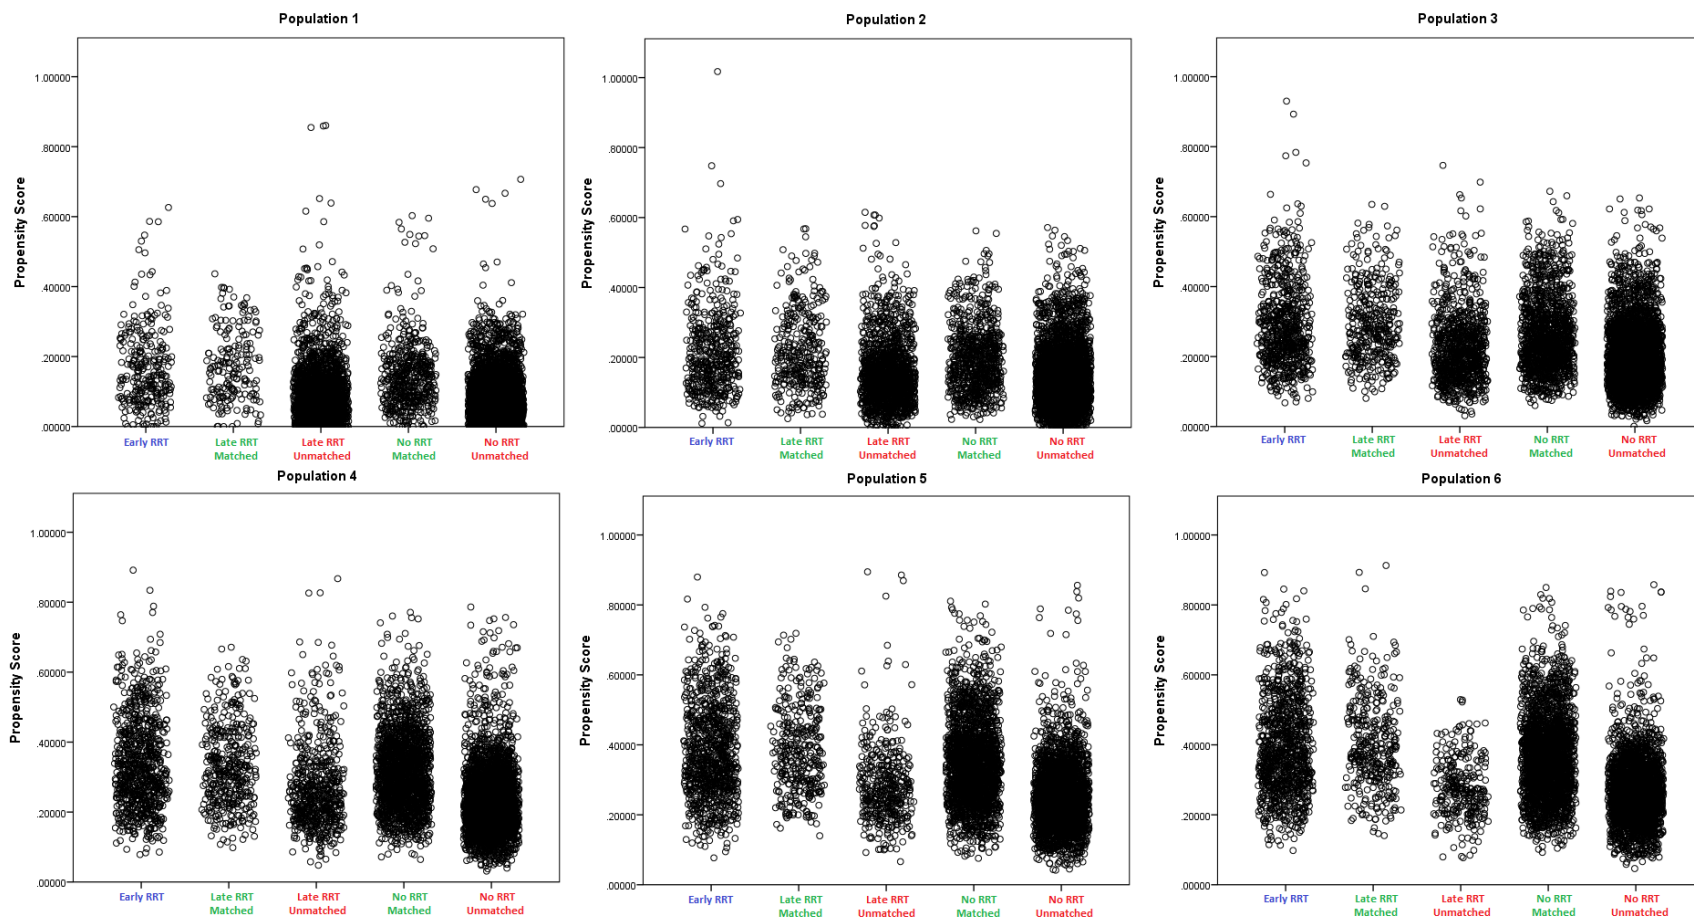 Population 1
Propensity Score
1.00000
.80000
.60000
.40000
.20000
.00000
Early RRT
Late RRT
Matched
Late RRT
Unmatched
No RRT
Matched
No RRT
Unmatched
Population 2
Propensity Score
1.00000
.80000
.60000
.40000
.20000
.00000
Early RRT
Late RRT
Matched
Late RRT
Unmatched
No RRT
Matched
No RRT
Unmatched
Population 3
Propensity Score
1.00000
.80000
.60000
.40000
.20000
.00000
Early RRT
Late RRT
Matched
Late RRT
Unmatched
No RRT
Matched
No RRT
Unmatched
Population 4
Propensity Score
1.00000
.80000
.60000
.40000
.20000
.00000
Early RRT
Late RRT
Matched
Late RRT
Unmatched
No RRT
Matched
No RRT
Unmatched
Population 5
Propensity Score
1.00000
.80000
.60000
.40000
.20000
.00000
Early RRT
Late RRT
Matched
Late RRT
Unmatched
No RRT
Matched
No RRT
Unmatched
Population 6
Propensity Score
1.00000
.80000
.60000
.40000
.20000
.00000
Early RRT
Late RRT
Matched
Late RRT
Unmatched
No RRT
Matched
No RRT
Unmatched